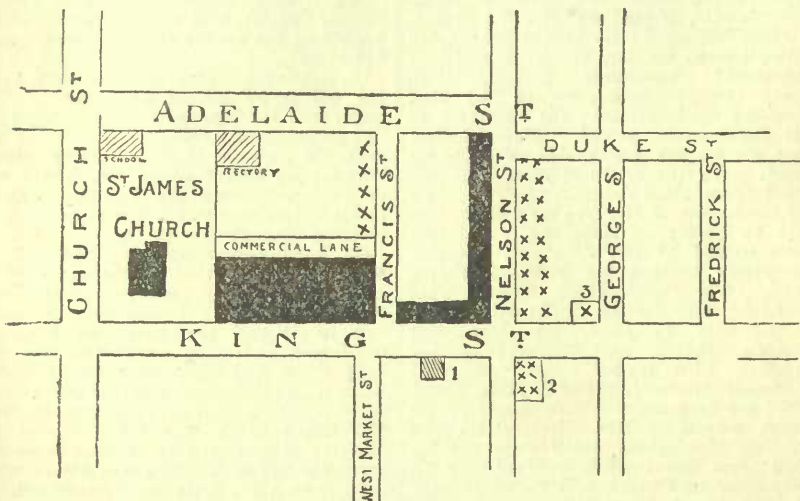 ADELAIDE ST
DUKE ST
SCHOOL
RECTORY
ST JAMES
CHURCH
COMMERCIAL LANE
CHURCH ST
FRANCIS ST
NELSON ST
GEORGE S
FREDRICK ST
3
KING ST.
1
2
WEST MARKET ST